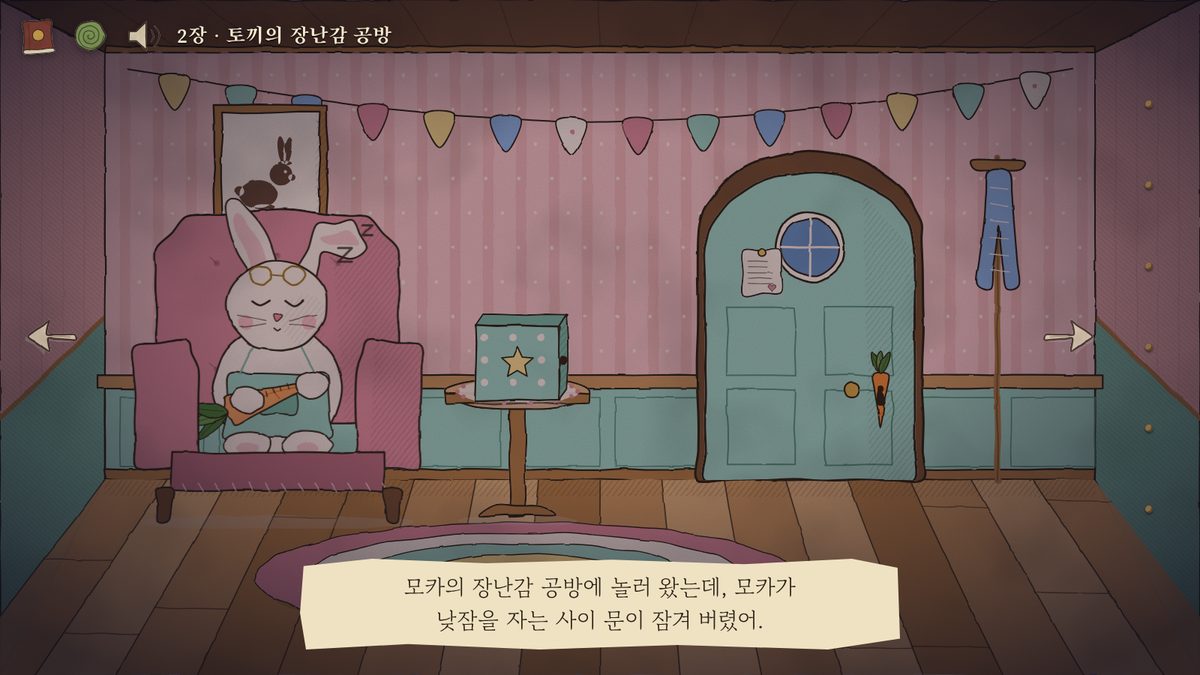 2장 · 토끼의 장난감 공방
z
z
모카의 장난감 공방에 놀러 왔는데, 모카가
낮잠을 자는 사이 문이 잠겨 버렸어.